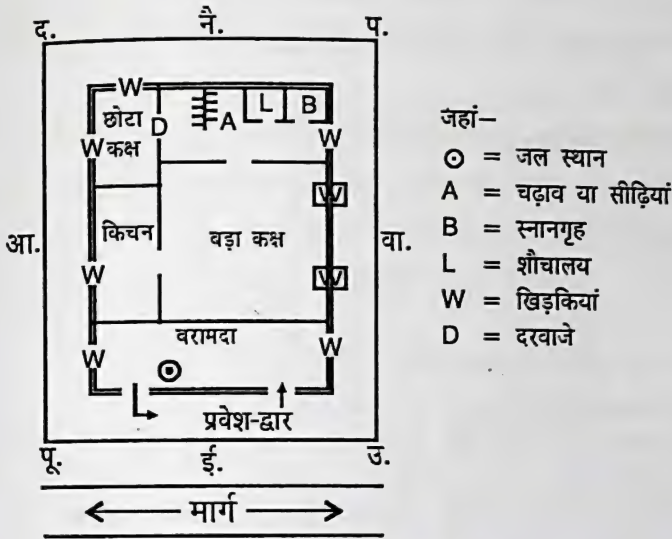 द. नै. प.
W
छोटा D A L B
W कक्ष W
W
आ. किचन बड़ा कक्ष वा.
W W
वरामदा
W W
प्रवेश-द्वार
पू. ई. उ.
मार्ग
जहां—
⊙ = जल स्थान
A = चढ़ाव या सीढ़ियां
B = स्नानगृह
L = शौचालय
W = खिड़कियां
D = दरवाजे